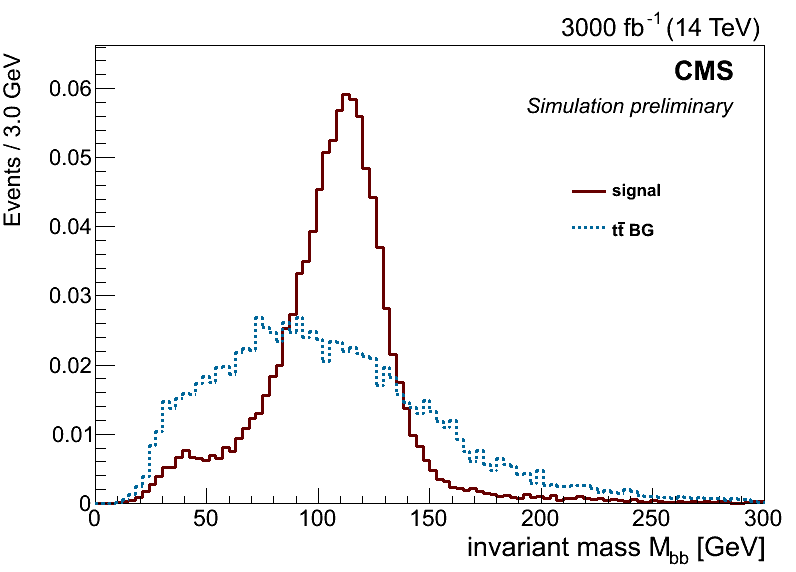 3000 fb⁻¹ (14 TeV)
CMS
Simulation preliminary
Events / 3.0 GeV
0.06
0.05
0.04
0.03
0.02
0.01
0
signal
tt̄ BG
0 50 100 150 200 250 300
invariant mass M_bb [GeV]